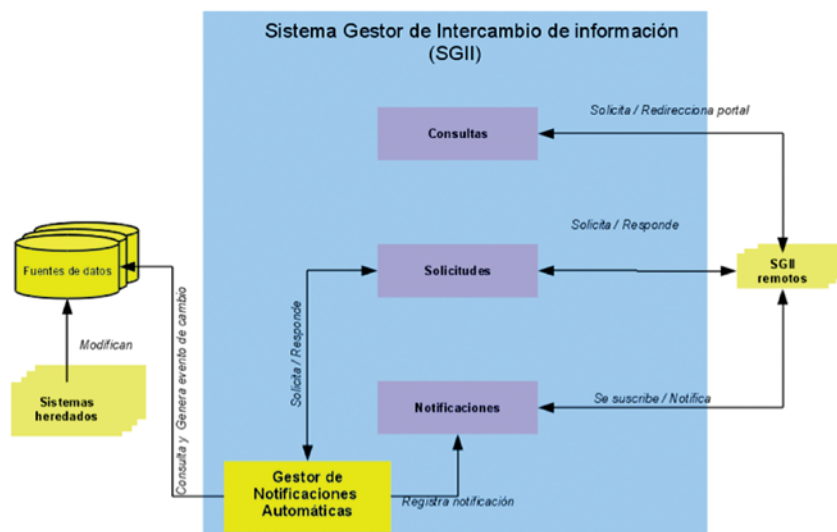 Sistema Gestor de Intercambio de información
(SGII)
Solicita / Redirecciona portal
Consultas
Solicita / Responde
Fuentes de datos
Solicitudes
SGII
remotos
Modifican
Consulta y Genera evento de cambio
Solicita / Responde
Sistemas
heredados
Notificaciones
Se suscribe / Notifica
Gestor de
Notificaciones
Automáticas
Registra notificación